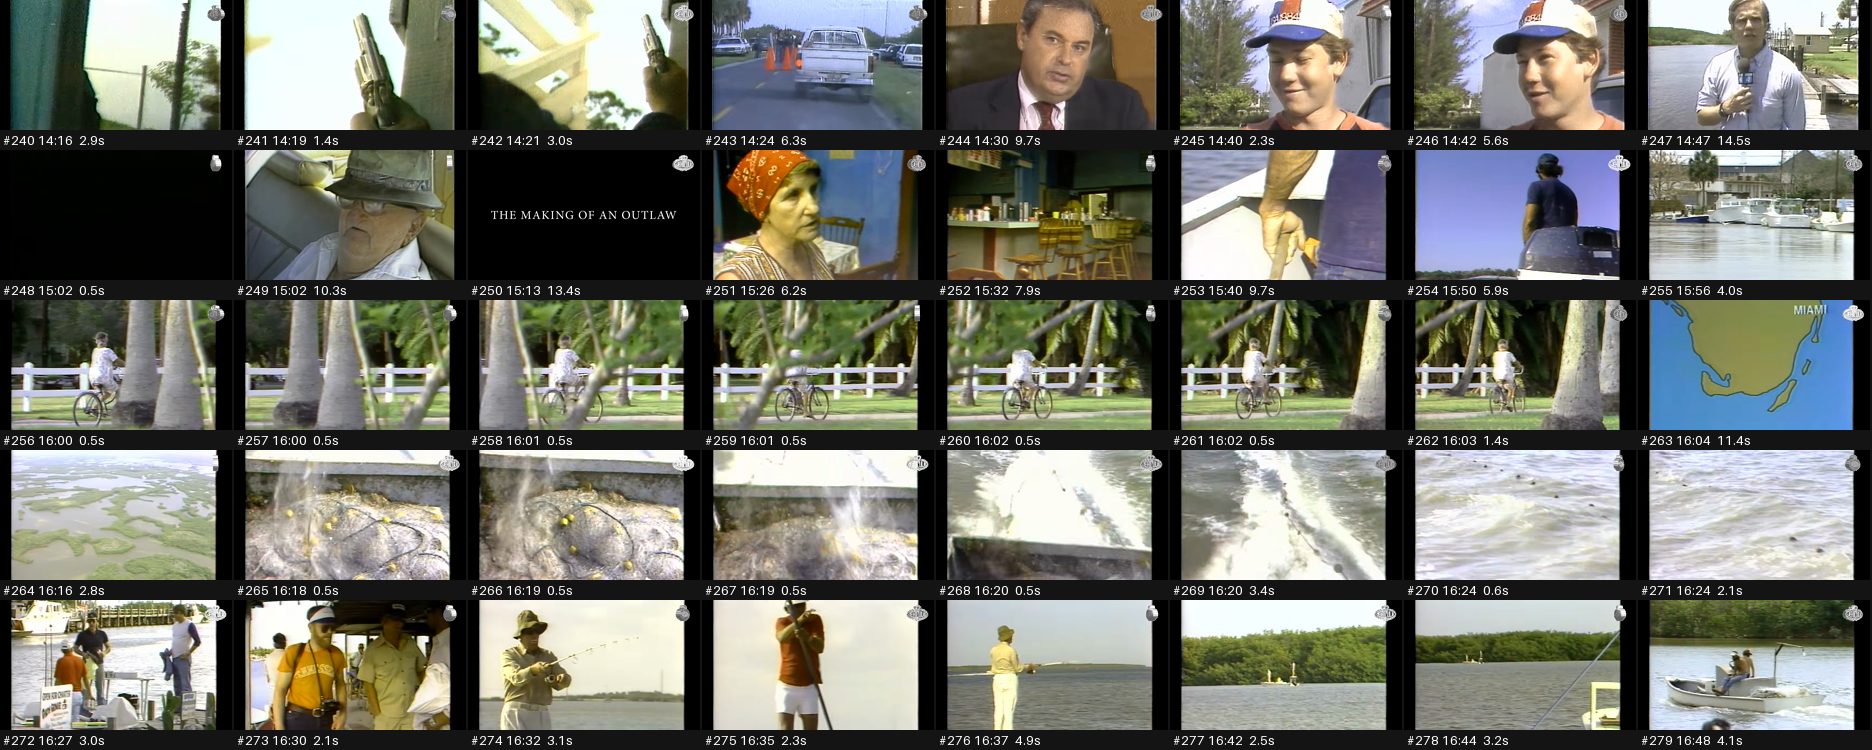 #240 14:16 2.9s
#241 14:19 1.4s
#242 14:21 3.0s
#243 14:24 6.3s
#244 14:30 9.7s
#245 14:40 2.3s
#246 14:42 5.6s
#247 14:47 14.5s
#248 15:02 0.5s
#249 15:02 10.3s
THE MAKING OF AN OUTLAW
#250 15:13 13.4s
#251 15:26 6.2s
#252 15:32 7.9s
#253 15:40 9.7s
#254 15:50 5.9s
#255 15:56 4.0s
#256 16:00 0.5s
#257 16:00 0.5s
#258 16:01 0.5s
#259 16:01 0.5s
#260 16:02 0.5s
#261 16:02 0.5s
#262 16:03 1.4s
MIAMI
#263 16:04 11.4s
#264 16:16 2.8s
#265 16:18 0.5s
#266 16:19 0.5s
#267 16:19 0.5s
#268 16:20 0.5s
#269 16:20 3.4s
#270 16:24 0.6s
#271 16:24 2.1s
#272 16:27 3.0s
#273 16:30 2.1s
#274 16:32 3.1s
#275 16:35 2.3s
#276 16:37 4.9s
#277 16:42 2.5s
#278 16:44 3.2s
#279 16:48 4.1s